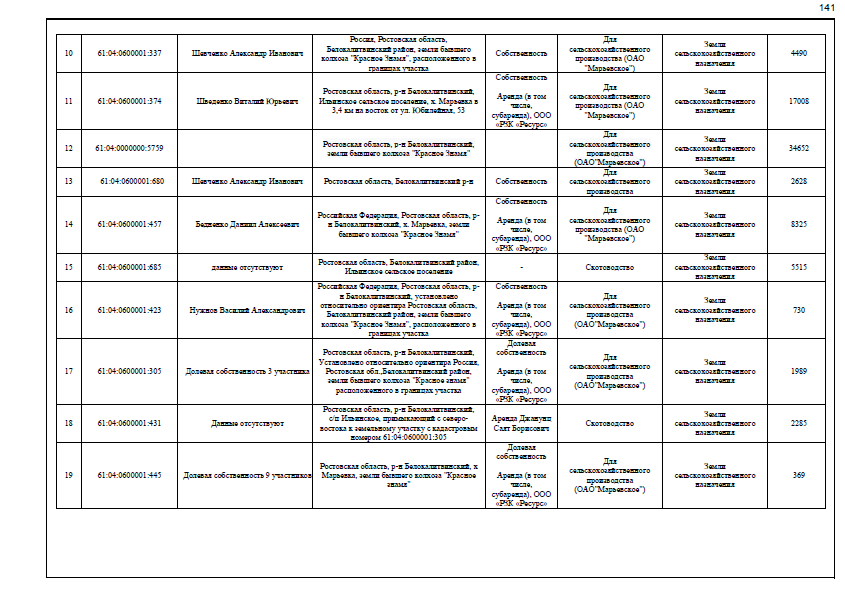 141
10
61:04:0600001:337
Шевченко Александр Иванович
Россия, Ростовская область,
Белокалитвинский район, земли бывшего
колхоза "Красное Знамя", расположенного в
границах участка
Собственность
Для
сельскохозяйственного
производства (ОАО
"Марьевское")
Земли
сельскохозяйственного
назначения
4490
11
61:04:0600001:374
Шведенко Виталий Юрьевич
Ростовская область, р-н Белокалитвинский,
Ильинское сельское поселение, х. Марьевка в
3,4 км на восток от ул. Юбилейная, 53
Собственность
Аренда (в том
числе,
субаренда), ООО
«РЗК «Ресурс»
Для
сельскохозяйственного
производства (ОАО
"Марьевское")
Земли
сельскохозяйственного
назначения
17008
12
61:04:0000000:5759
Ростовская область, р-н Белокалитвинский,
земли бывшего колхоза "Красное Знамя"
Для
сельскохозяйственного
производства
(ОАО"Марьевское)
Земли
сельскохозяйственного
назначения
34652
13
61:04:0600001:680
Шевченко Александр Иванович
Ростовская область, Белокалитвинский р-н
Собственность
Для
сельскохозяйственного
производства
Земли
сельскохозяйственного
назначения
2628
14
61:04:0600001:457
Бедненко Даниил Алексеевич
Российская Федерация, Ростовская область, р-
н Белокалитвинский, х. Марьевка, земли
бывшего колхоза "Красное Знамя"
Собственность
Аренда (в том
числе,
субаренда), ООО
«РЗК «Ресурс»
Для
сельскохозяйственного
производства (ОАО
"Марьевское")
Земли
сельскохозяйственного
назначения
8325
15
61:04:0600001:685
данные отсутствуют
Ростовская область, Белокалитвинский район,
Ильинское сельское поселение
-
Скотоводство
Земли
сельскохозяйственного
назначения
5515
16
61:04:0600001:423
Нужнов Василий Александрович
Российская Федерация, Ростовская область, р-
н Белокалитвинский, установлено
относительно ориентира Ростовская область,
Белокалитвинский район, земли бывшего
колхоза "Красное Знамя", расположенного в
границах участка
Собственность
Аренда (в том
числе,
субаренда), ООО
«РЗК «Ресурс»
Для
сельскохозяйственного
производства
(ОАО"Марьевское")
Земли
сельскохозяйственного
назначения
730
17
61:04:0600001:305
Долевая собственность 3 участника
Ростовская область, р-н Белокалитвинский,
Установлено относительно ориентира Россия,
Ростовская обл.,Белокалитвинский район,
земли бывшего колхоза "Красное знамя"
расположенного в границах участка
Долевая
собственность
Аренда (в том
числе,
субаренда), ООО
«РЗК «Ресурс»
Для
сельскохозяйственного
производства
(ОАО"Марьевское")
Земли
сельскохозяйственного
назначения
1989
18
61:04:0600001:431
Данные отсутствуют
Ростовская область, р-н Белокалитвинский,
с/п Ильинское, примыкающий с северо-
востока к земельному участку с кадастровым
номером 61:04:0600001:305
Аренда Джанунц
Саят Борисович
Скотоводство
Земли
сельскохозяйственного
назначения
2285
19
61:04:0600001:445
Долевая собственность 9 участников
Ростовская область, р-н Белокалитвинский, х
Марьевка, земли бывшего колхоза "Красное
знамя"
Долевая
собственность
Аренда (в том
числе,
субаренда), ООО
«РЗК «Ресурс»
Для
сельскохозяйственного
производства
(ОАО"Марьевское")
Земли
сельскохозяйственного
назначения
369